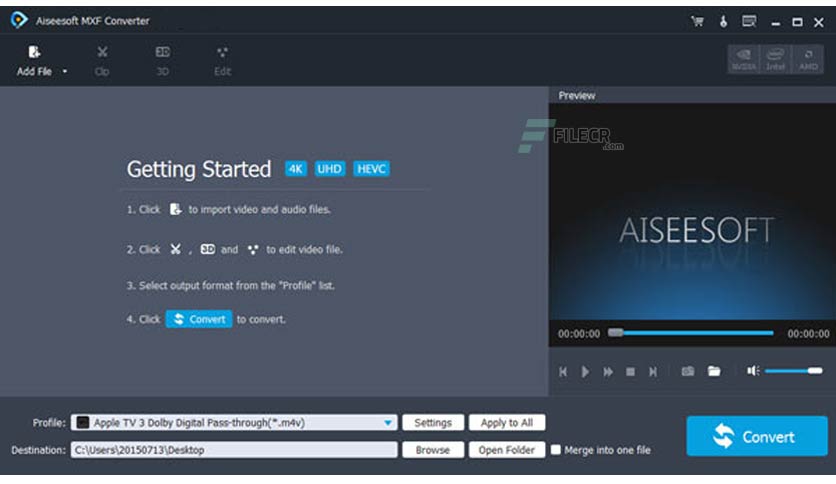 Aiseesoft MXF Converter
Add File
Clip
3D
3D
Edit
NVIDIA
Intel
AMD
Preview
FILECR
.com
Getting Started 4K UHD HEVC
1. Click to import video and audio files.
2. Click , 3D and to edit video file.
3. Select output format from the "Profile" list.
4. Click Convert to convert.
AISEESOFT
00:00:00 00:00:00
Profile: Apple TV 3 Dolby Digital Pass-through(*.m4v) Settings Apply to All
Destination: C:\Users\20150713\Desktop Browse Open Folder Merge into one file
Convert